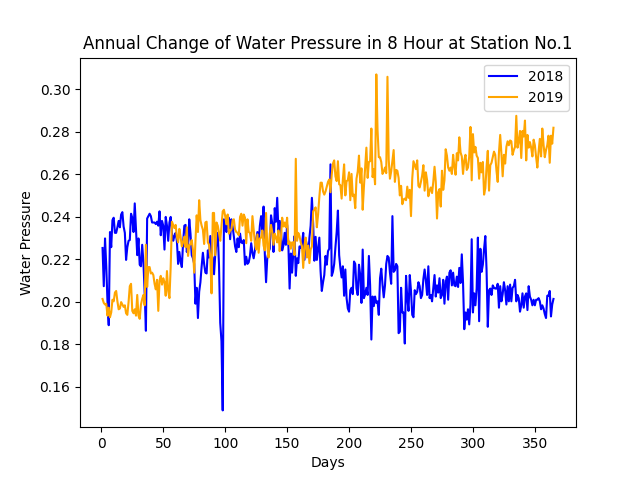 Annual Change of Water Pressure in 8 Hour at Station No.1
2018
2019
Water Pressure
0.30
0.28
0.26
0.24
0.22
0.20
0.18
0.16
0 50 100 150 200 250 300 350
Days